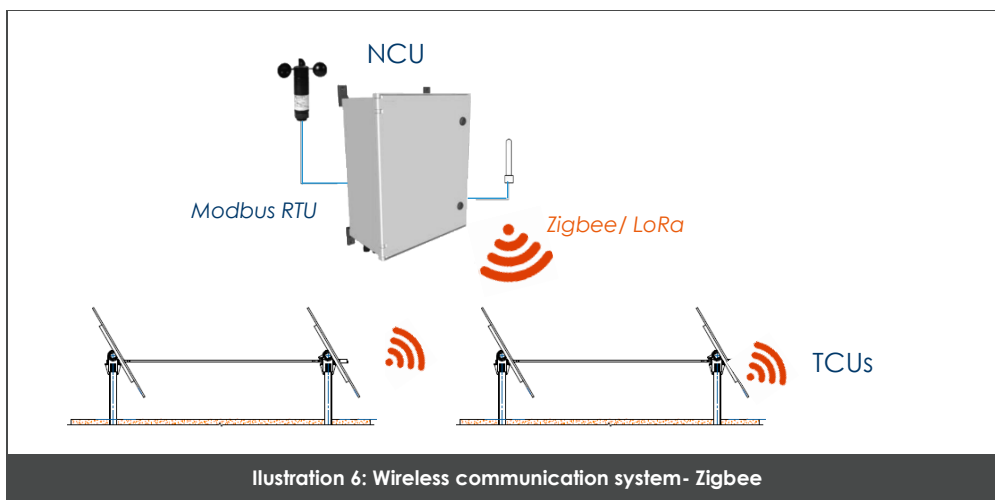 NCU
Modbus RTU
Zigbee/ LoRa
TCUs
Ilustration 6: Wireless communication system- Zigbee